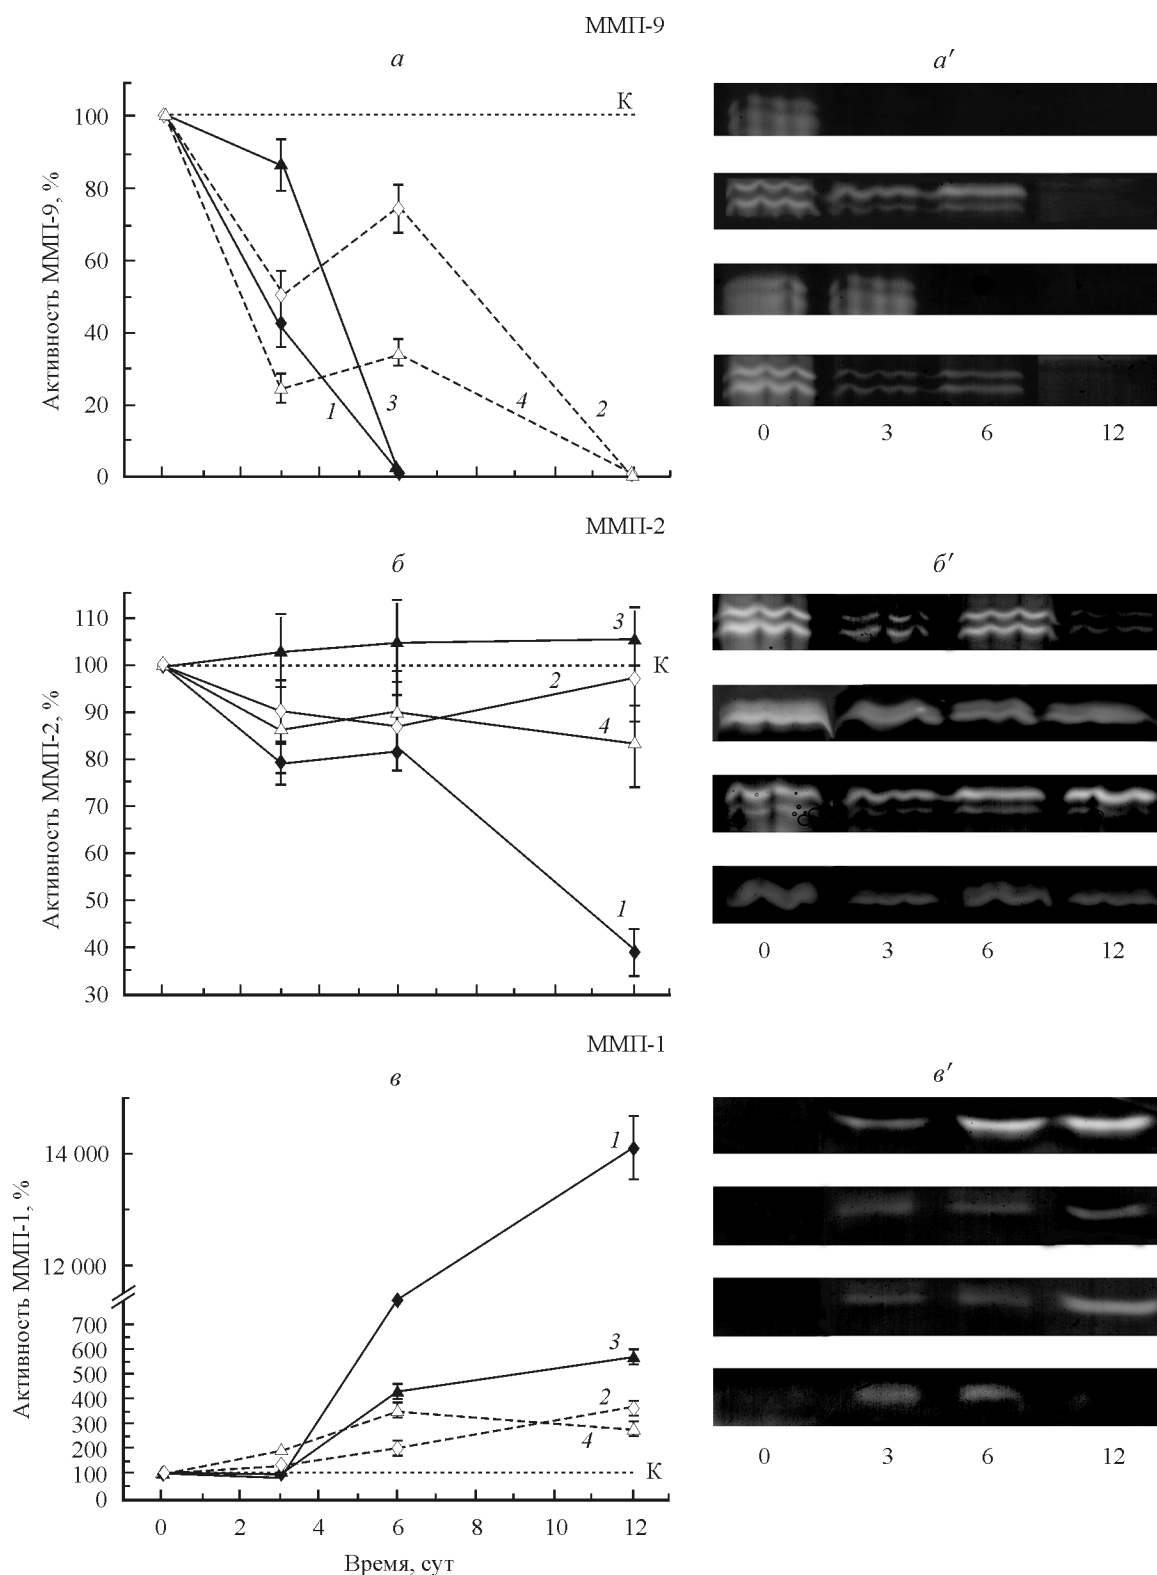 ММП-9
а
а′
К
100
80
60
40
20
0
Активность ММП-9, %
1
3
4
2
0 3 6 12
ММП-2
б
б′
110
100
90
80
70
60
50
40
30
Активность ММП-2, %
3
К
2
4
1
0 3 6 12
ММП-1
в
в′
14 000
12 000
700
600
500
400
300
200
100
0
Активность ММП-1, %
1
3
2
4
К
0 3 6 12
0 2 4 6 8 10 12
Время, сут